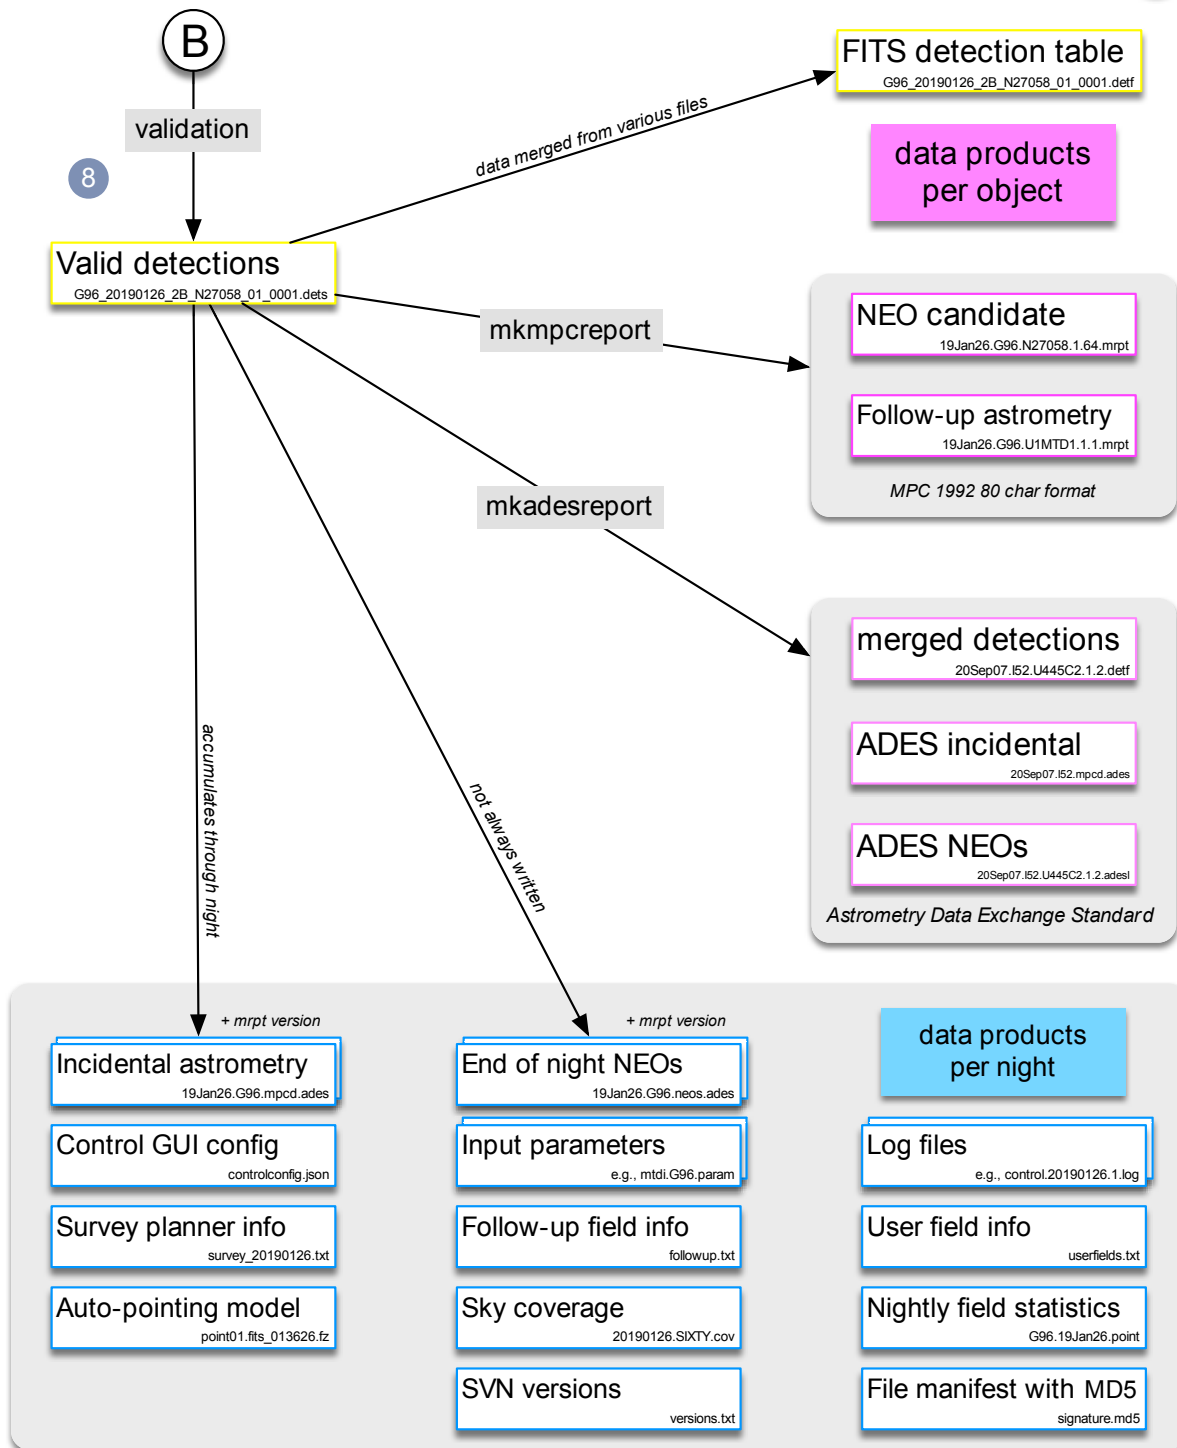 B
validation
8
FITS detection table
G96_20190126_2B_N27058_01_0001.detf
data merged from various files
data products
per object
Valid detections
G96_20190126_2B_N27058_01_0001.dets
mkmpcreport
NEO candidate
19Jan26.G96.N27058.1.64.mrpt
Follow-up astrometry
19Jan26.G96.U1MTD1.1.1.mrpt
MPC 1992 80 char format
mkadesreport
merged detections
20Sep07.I52.U445C2.1.2.detf
ADES incidental
20Sep07.I52.mpcd.ades
ADES NEOs
20Sep07.I52.U445C2.1.2.adesl
Astrometry Data Exchange Standard
accumulates through night
not always written
+ mrpt version
Incidental astrometry
19Jan26.G96.mpcd.ades
Control GUI config
controlconfig.json
Survey planner info
survey_20190126.txt
Auto-pointing model
point01.fits_013626.fz
+ mrpt version
End of night NEOs
19Jan26.G96.neos.ades
Input parameters
e.g., mtdi.G96.param
Follow-up field info
followup.txt
Sky coverage
20190126.SIXTY.cov
SVN versions
versions.txt
data products
per night
Log files
e.g., control.20190126.1.log
User field info
userfields.txt
Nightly field statistics
G96.19Jan26.point
File manifest with MD5
signature.md5